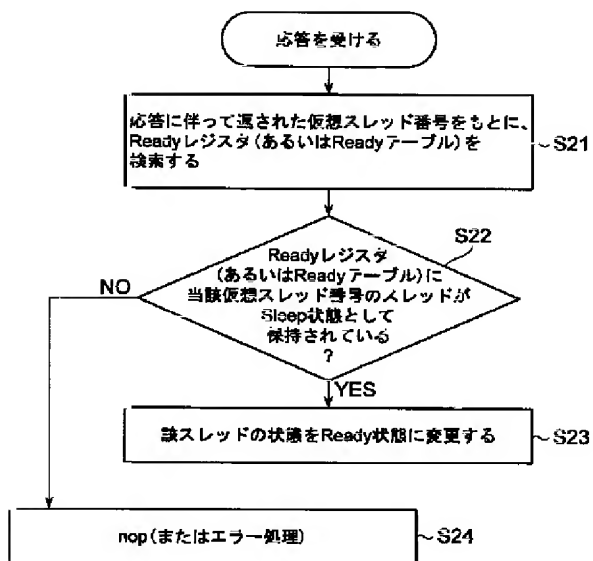 応答を受ける
応答に伴って返された仮想スレッド番号をもとに、
Readyレジスタ(あるいはReadyテーブル)を
検索する
S21
S22
Readyレジスタ
(あるいはReadyテーブル)に
当該仮想スレッド番号のスレッドが
Sleep状態として
保持されている
?
NO
YES
該スレッドの状態をReady状態に変更する
S23
nop(またはエラー処理)
S24